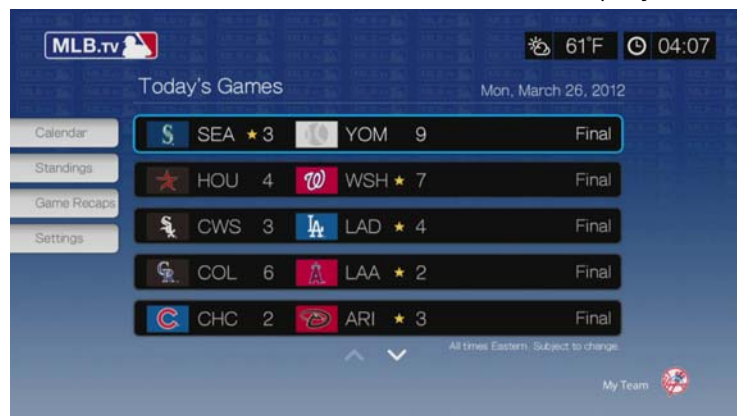 MLB.TV
61°F 04:07
Today's Games
Mon, March 26, 2012
Calendar
Standings
Game Recaps
Settings
SEA 3 YOM 9 Final
HOU 4 WSH 7 Final
CWS 3 LAD 4 Final
COL 6 LAA 2 Final
CHC 2 ARI 3 Final
All times Eastern. Subject to change.
My Team